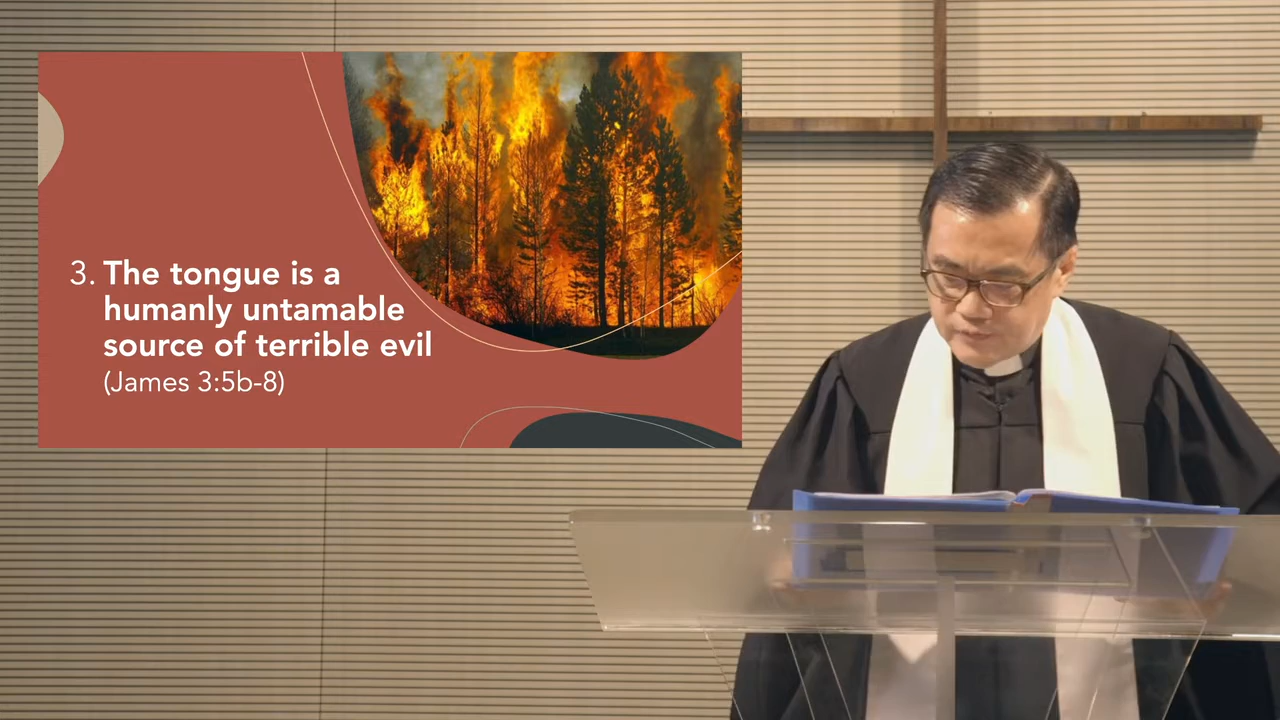 3. The tongue is a
humanly untamable
source of terrible evil
(James 3:5b-8)